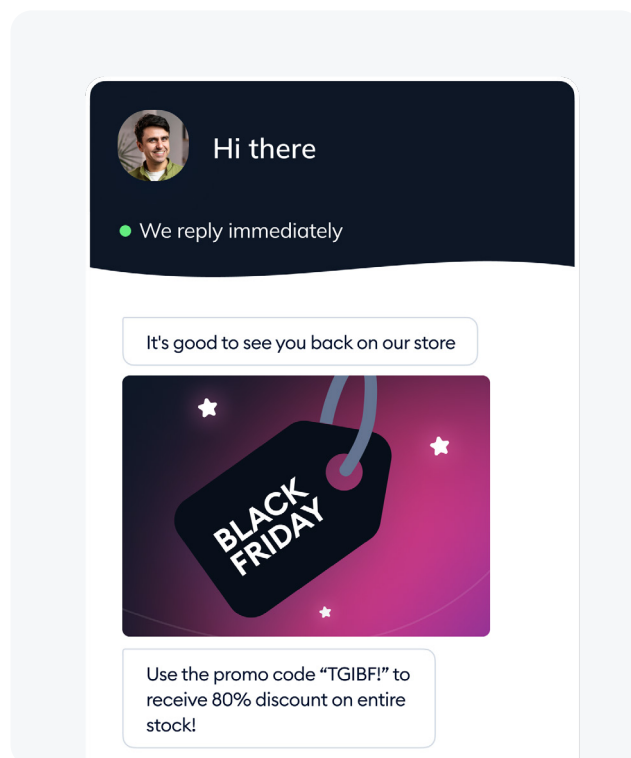 Hi there
We reply immediately
It's good to see you back on our store
BLACK
FRIDAY
Use the promo code “TGIBF!” to
receive 80% discount on entire
stock!